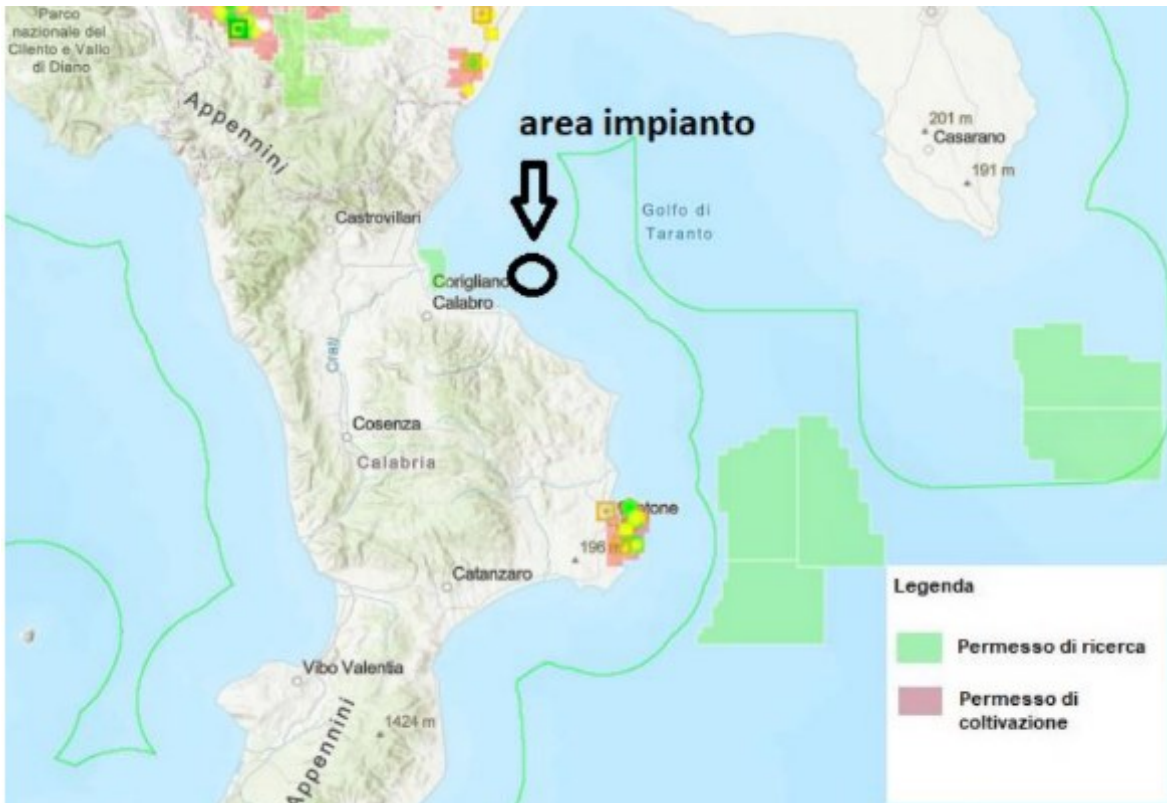 Parco
nazionale del
Cilento e Vallo
di Diano
Appennini
area impianto
201 m
Casarano
191 m
Golfo di
Taranto
Castrovillari
Corigliano
Calabro
Crati
Cosenza
Calabria
196 m
Catanzaro
Vibo Valentia
1424 m
Appennini
Legenda
Permesso di ricerca
Permesso di
coltivazione